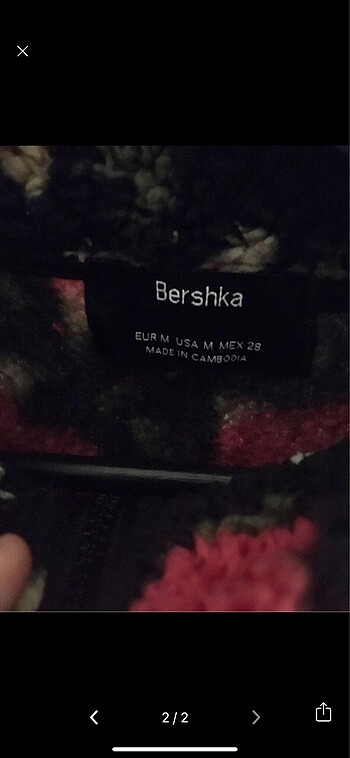 Bershka
EUR M USA M MEX 28
MADE IN CAMBODIA
2/2